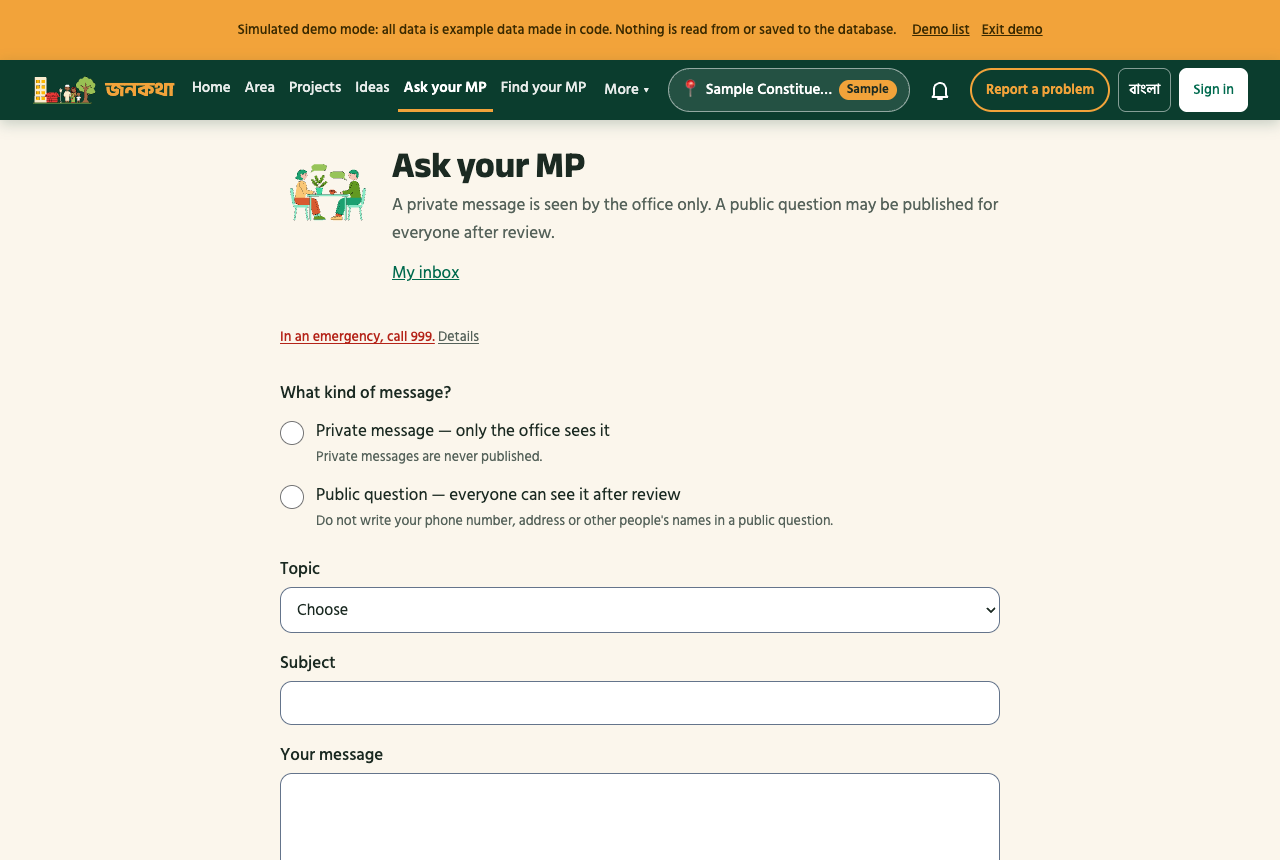 Simulated demo mode: all data is example data made in code. Nothing is read from or saved to the database. Demo list Exit demo
জনকথা Home Area Projects Ideas Ask your MP Find your MP More ▾ Sample Constitue... Sample Report a problem বাংলা Sign in
Ask your MP
A private message is seen by the office only. A public question may be published for
everyone after review.
My inbox
In an emergency, call 999. Details
What kind of message?
Private message — only the office sees it
Private messages are never published.
Public question — everyone can see it after review
Do not write your phone number, address or other people's names in a public question.
Topic
Choose
Subject
Your message